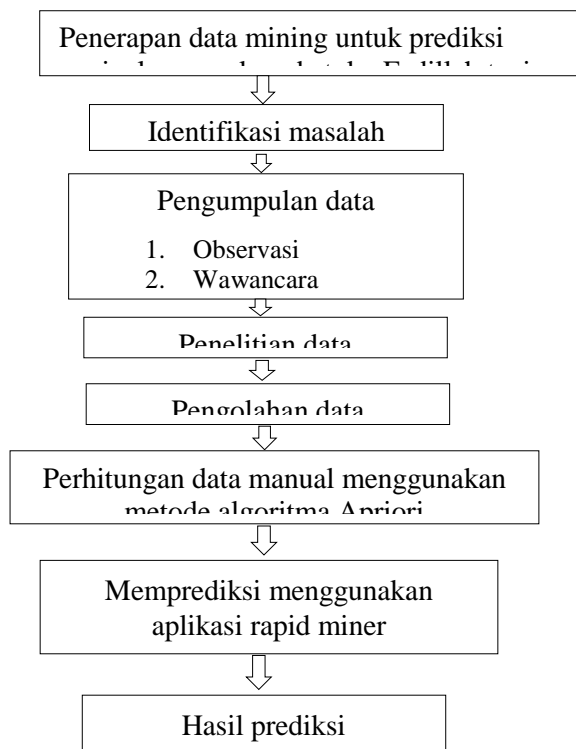 Penerapan data mining untuk prediksi
Identifikasi masalah
Pengumpulan data
1. Observasi
2. Wawancara
Penelitian data
Pengolahan data
Perhitungan data manual menggunakan
metode algoritma Apriori
Memprediksi menggunakan
aplikasi rapid miner
Hasil prediksi